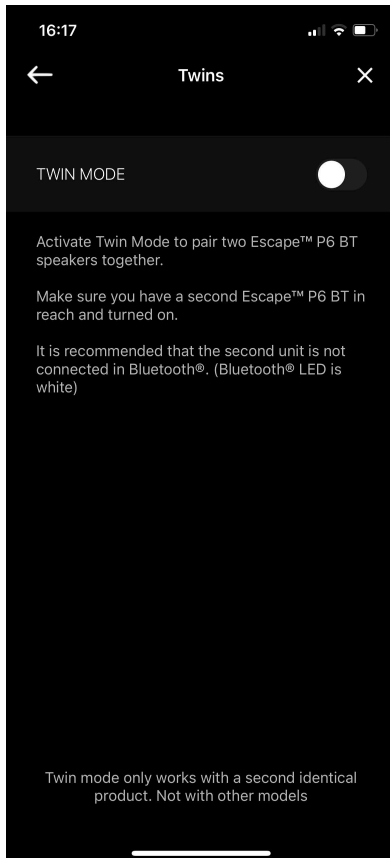 16:17
Twins
TWIN MODE
Activate Twin Mode to pair two Escape™ P6 BT
speakers together.
Make sure you have a second Escape™ P6 BT in
reach and turned on.
It is recommended that the second unit is not
connected in Bluetooth®. (Bluetooth® LED is
white)
Twin mode only works with a second identical
product. Not with other models